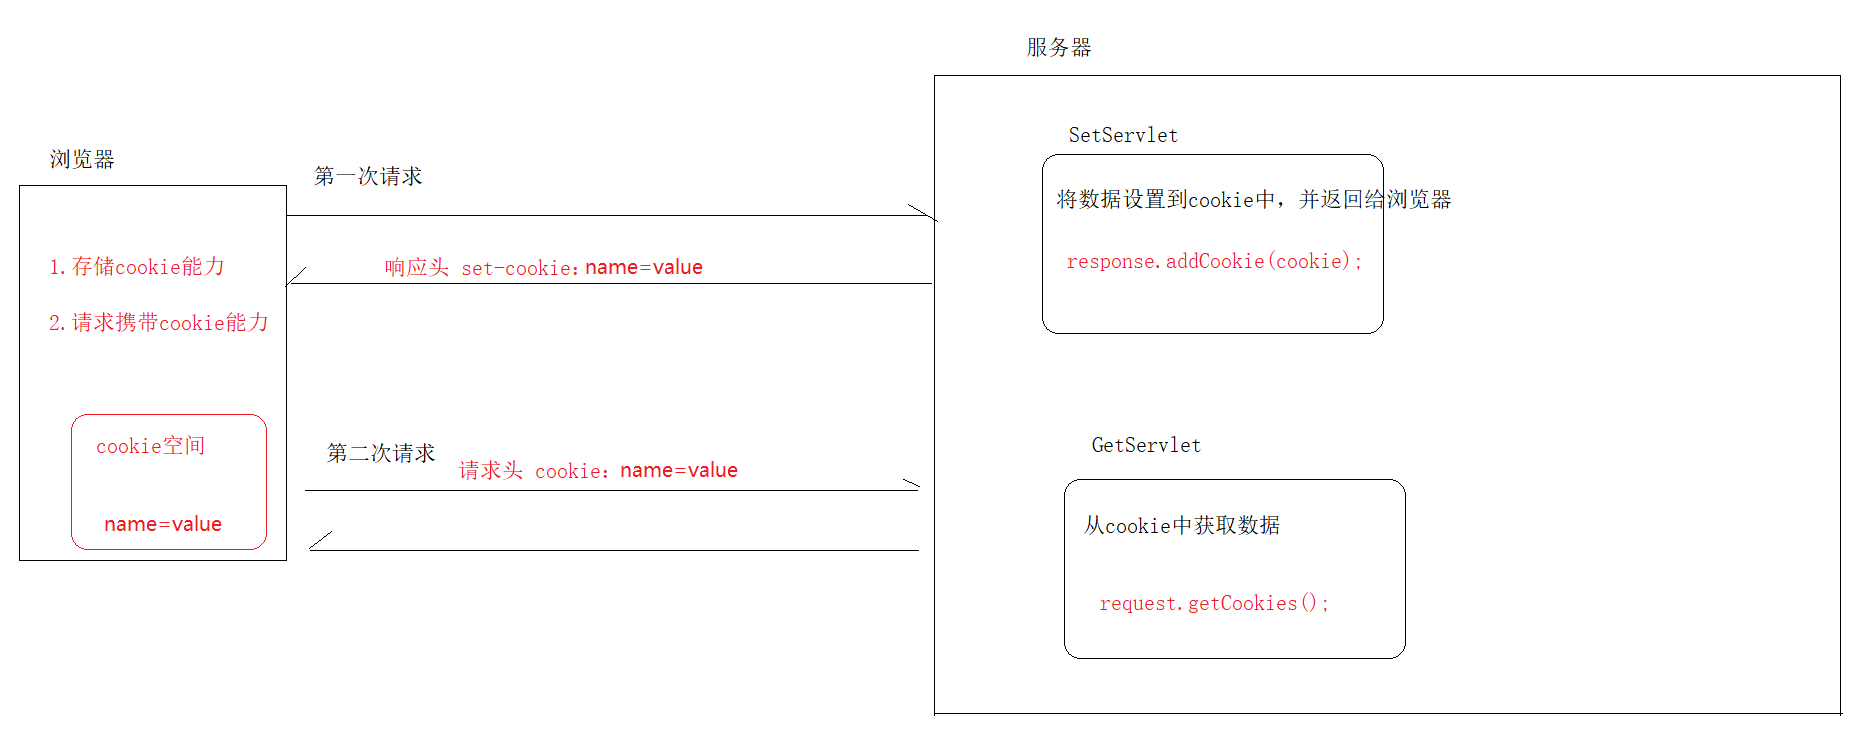 服务器
SetServlet
浏览器
第一次请求
将数据设置到cookie中，并返回给浏览器
1.存储cookie能力
响应头 set-cookie：name=value
response.addCookie(cookie);
2.请求携带cookie能力
cookie空间
第二次请求
GetServlet
请求头 cookie：name=value
name=value
从cookie中获取数据
request.getCookies();